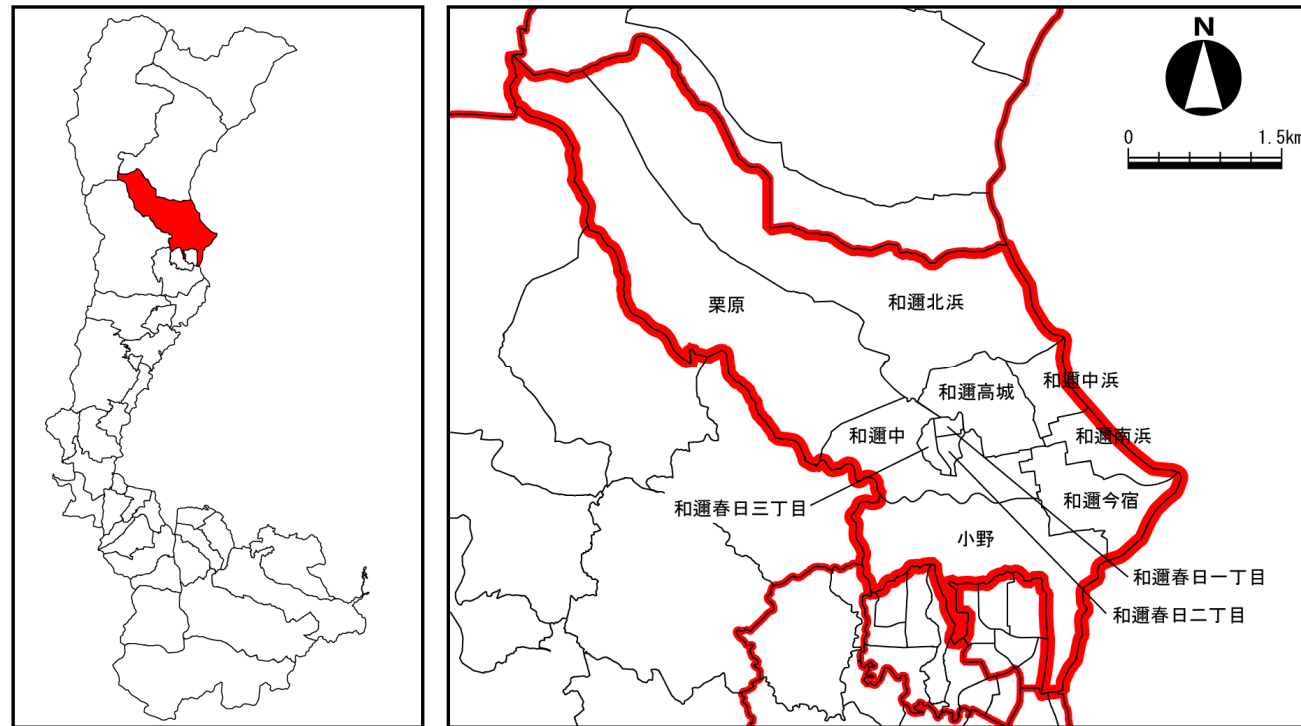 N
0 1.5km
栗原
和邇北浜
和邇中浜
和邇高城
和邇南浜
和邇中
和邇今宿
和邇春日三丁目
小野
和邇春日一丁目
和邇春日二丁目